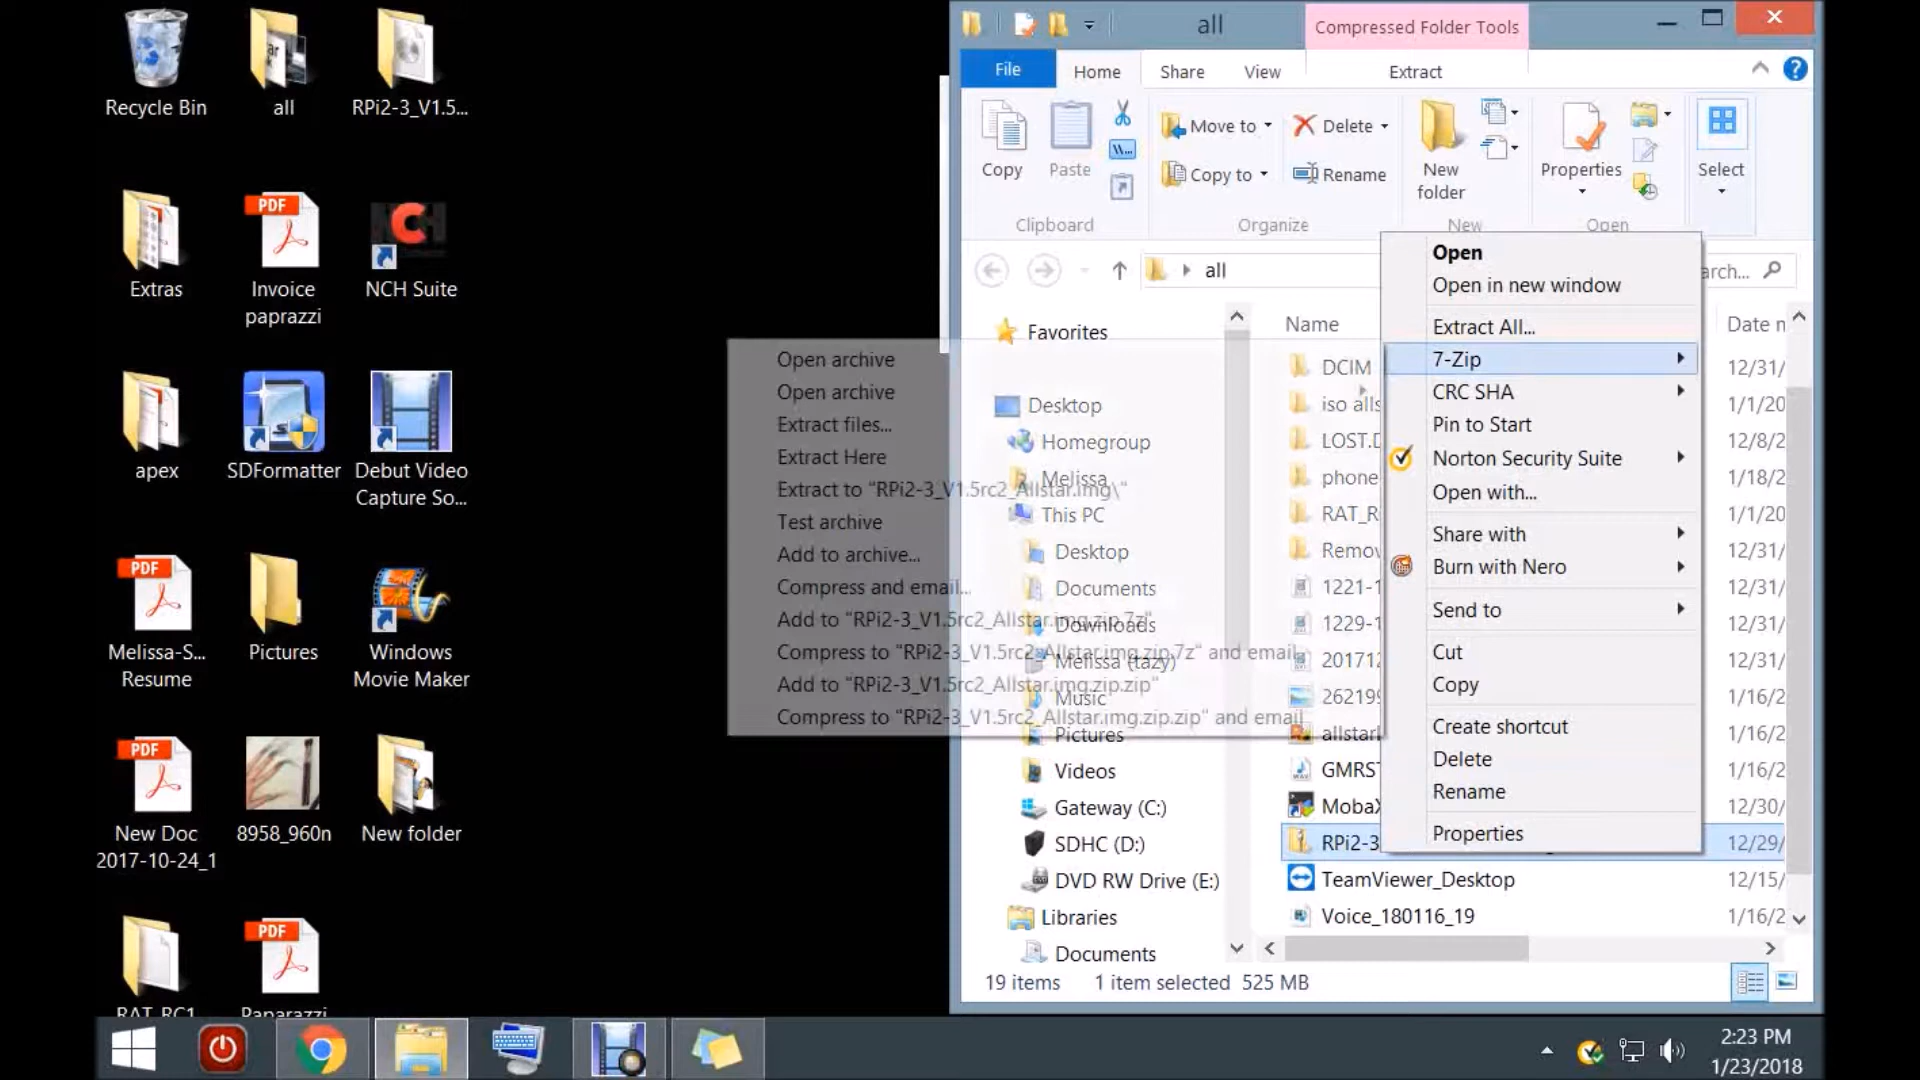 Recycle Bin
all
RPi2-3_V1.5...
Extras
PDF
Invoice
paprazzi
NCH
NCH Suite
apex
SDFormatter
Debut Video
Capture So...
PDF
Melissa-S...
Resume
Pictures
Windows
Movie Maker
PDF
New Doc
2017-10-24_1
8958_960n
New folder
RAT_RC1
PDF
Paparazzi
all
Compressed Folder Tools
File
Home
Share
View
Extract
Copy
Paste
Move to
Copy to
Delete
Rename
New
folder
Properties
Select
Clipboard
Organize
New
Open
all
arch...
Favorites
Desktop
Homegroup
Melissa
This PC
Desktop
Documents
Downloads
Melissa (tazy)
Music
Pictures
Videos
Gateway (C:)
SDHC (D:)
DVD RW Drive (E:)
Libraries
Documents
Open archive
Open archive
Extract files...
Extract Here
Extract to "RPi2-3_V1.5rc2_Allstar.img\"
Test archive
Add to archive...
Compress and email...
Add to "RPi2-3_V1.5rc2_Allstar.img.zip.7z"
Compress to "RPi2-3_V1.5rc2_Allstar.img.zip.7z" and email
Add to "RPi2-3_V1.5rc2_Allstar.img.zip.zip"
Compress to "RPi2-3_V1.5rc2_Allstar.img.zip.zip" and email
Name
Date n
DCIM 12/31/
iso alls 1/1/20
LOST.D 12/8/2
phone 1/18/2
RAT_R 1/1/20
Remov 12/31/
1221-1 12/31/
1229-1 12/31/
201712 12/31/
262199 1/16/2
allstar 1/16/2
GMRST 1/16/2
MobaX 12/30/
RPi2-3 12/29/
TeamViewer_Desktop 12/15/
Voice_180116_19 1/16/2
Open
Open in new window
Extract All...
7-Zip
CRC SHA
Pin to Start
Norton Security Suite
Open with...
Share with
Burn with Nero
Send to
Cut
Copy
Create shortcut
Delete
Rename
Properties
19 items 1 item selected 525 MB
2:23 PM
1/23/2018